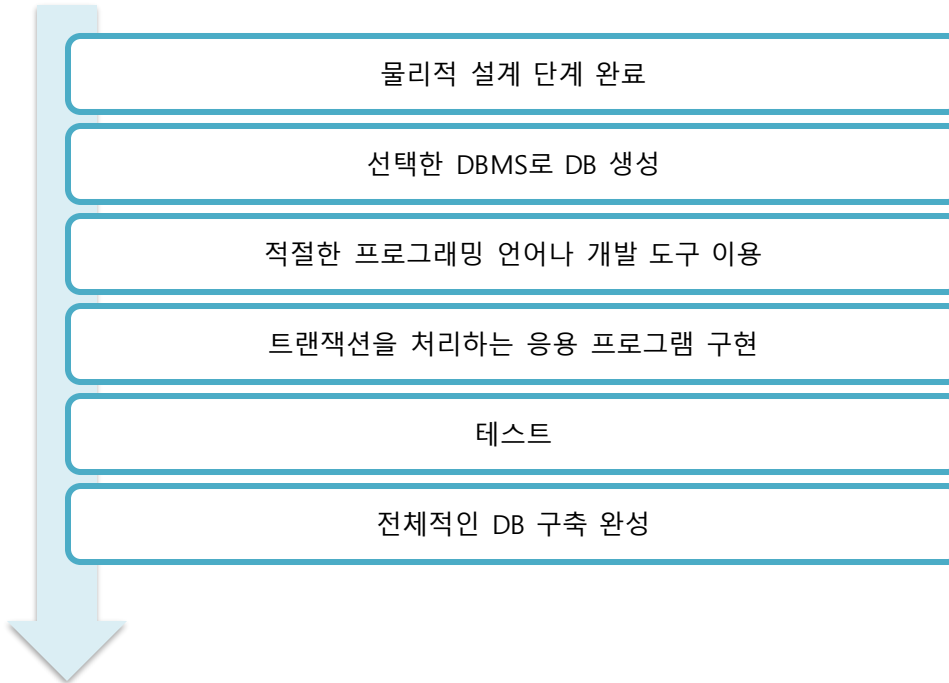 물리적 설계 단계 완료
선택한 DBMS로 DB 생성
적절한 프로그래밍 언어나 개발 도구 이용
트랜잭션을 처리하는 응용 프로그램 구현
테스트
전체적인 DB 구축 완성